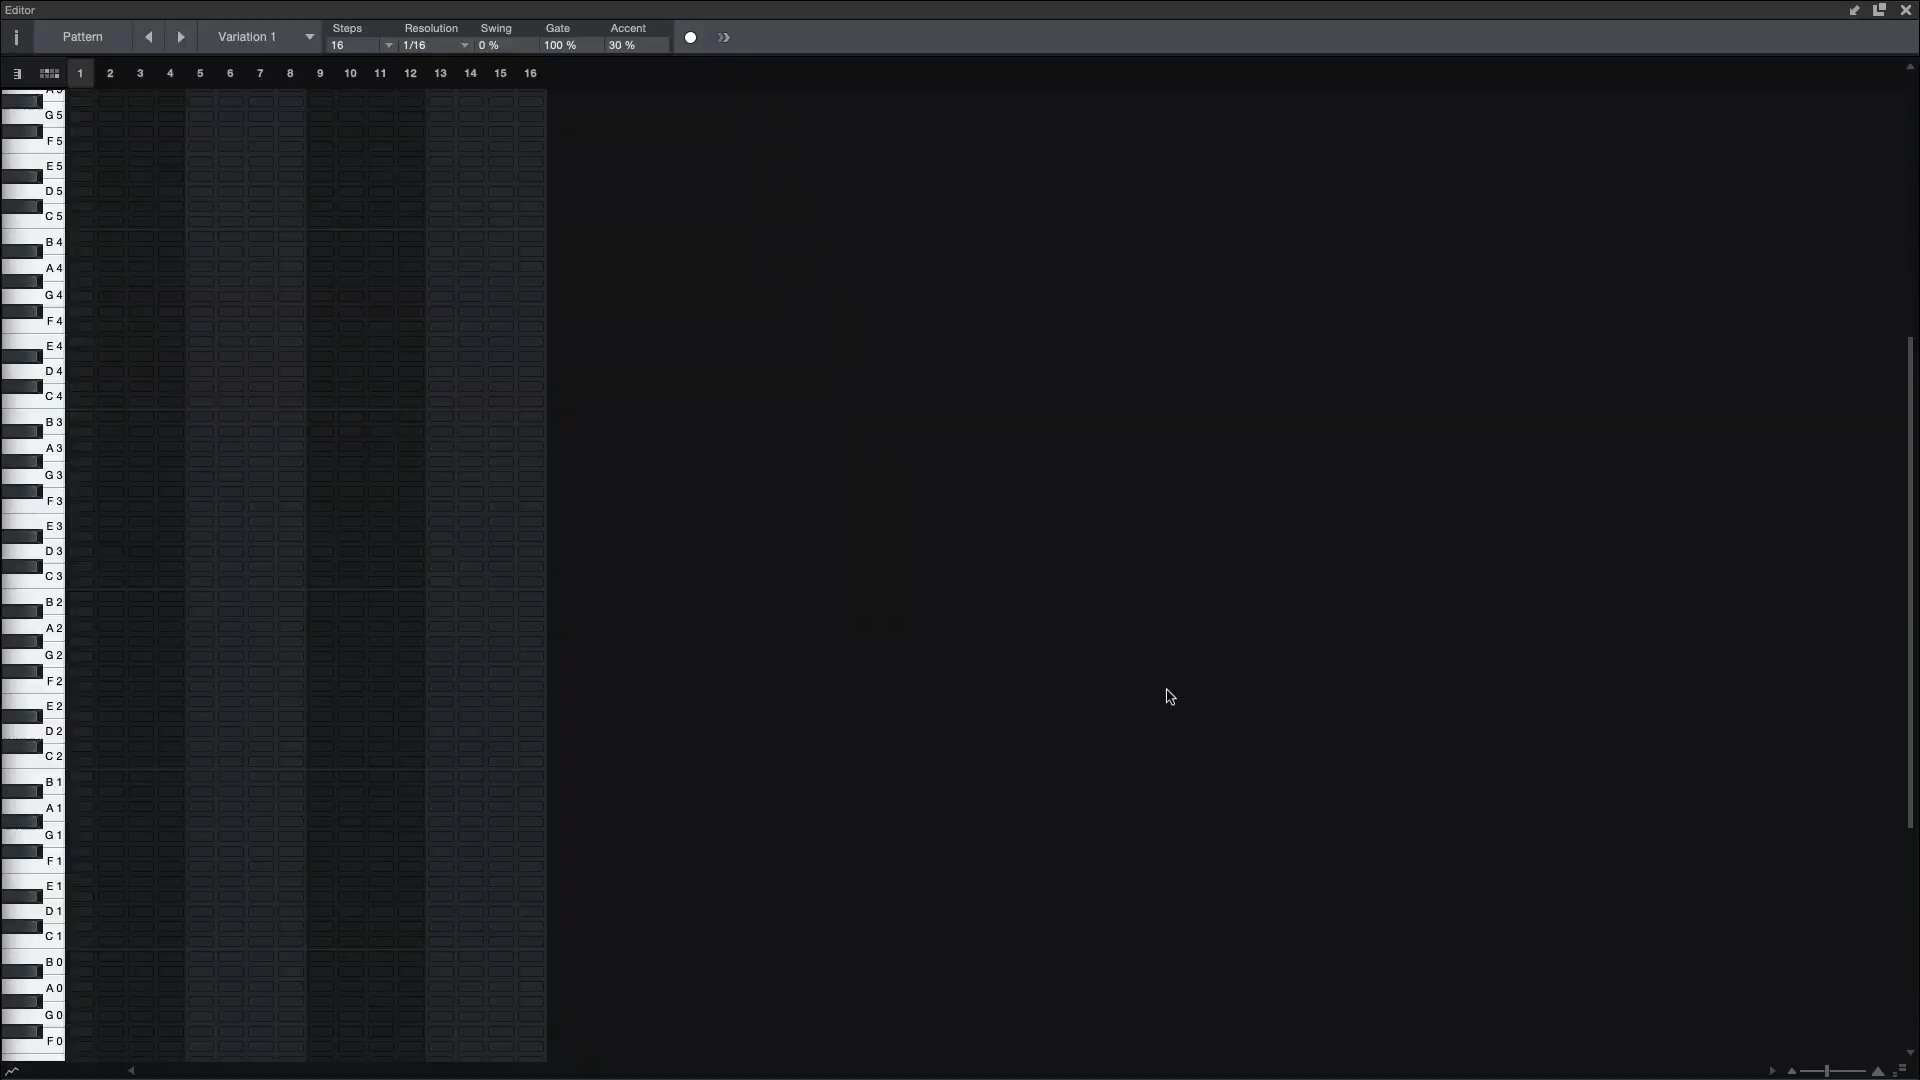 Editor
Pattern
Variation 1
Steps
16
Resolution
1/16
Swing
0 %
Gate
100 %
Accent
30 %
1 2 3 4 5 6 7 8 9 10 11 12 13 14 15 16
A 5
G 5
F 5
E 5
D 5
C 5
B 4
A 4
G 4
F 4
E 4
D 4
C 4
B 3
A 3
G 3
F 3
E 3
D 3
C 3
B 2
A 2
G 2
F 2
E 2
D 2
C 2
B 1
A 1
G 1
F 1
E 1
D 1
C 1
B 0
A 0
G 0
F 0